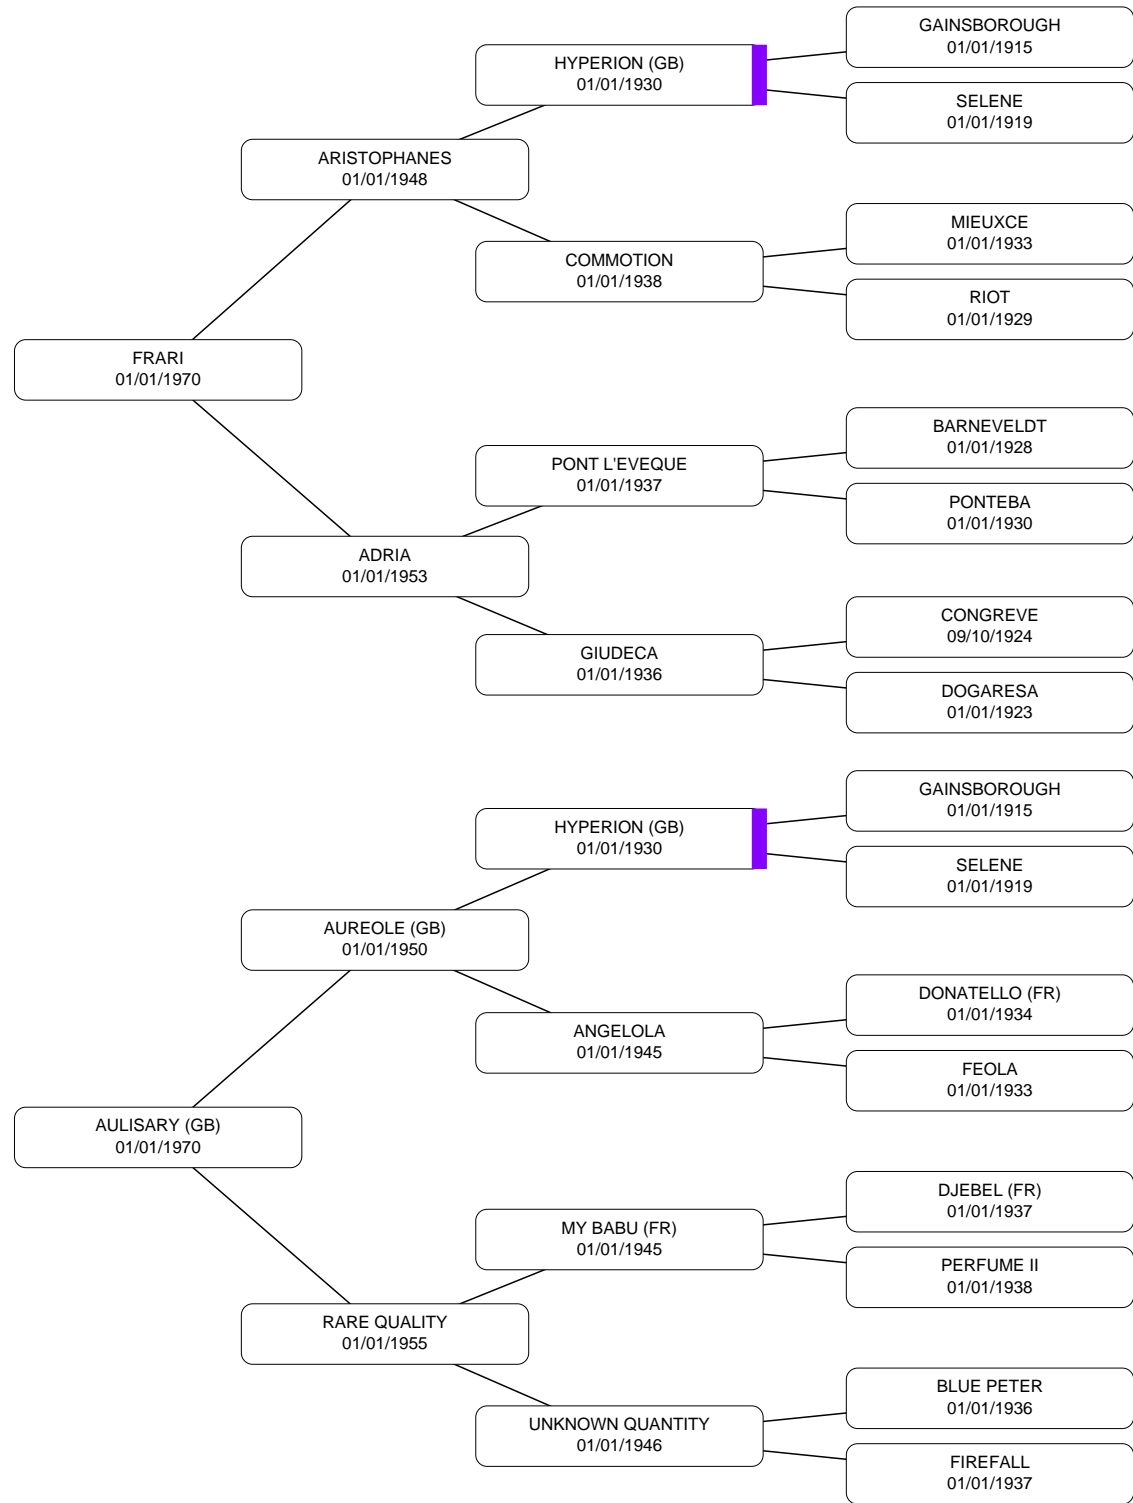 GAINSBOROUGH
01/01/1915
HYPERION (GB)
01/01/1930
SELENE
01/01/1919
ARISTOPHANES
01/01/1948
MIEUXCE
01/01/1933
COMMOTION
01/01/1938
RIOT
01/01/1929
FRARI
01/01/1970
BARNEVELDT
01/01/1928
PONT L'EVEQUE
01/01/1937
PONTEBA
01/01/1930
ADRIA
01/01/1953
CONGREVE
09/10/1924
GIUDECA
01/01/1936
DOGARESA
01/01/1923
GAINSBOROUGH
01/01/1915
HYPERION (GB)
01/01/1930
SELENE
01/01/1919
AUREOLE (GB)
01/01/1950
DONATELLO (FR)
01/01/1934
ANGELOLA
01/01/1945
FEOLA
01/01/1933
AULISARY (GB)
01/01/1970
DJEBEL (FR)
01/01/1937
MY BABU (FR)
01/01/1945
PERFUME II
01/01/1938
RARE QUALITY
01/01/1955
BLUE PETER
01/01/1936
UNKNOWN QUANTITY
01/01/1946
FIREFALL
01/01/1937